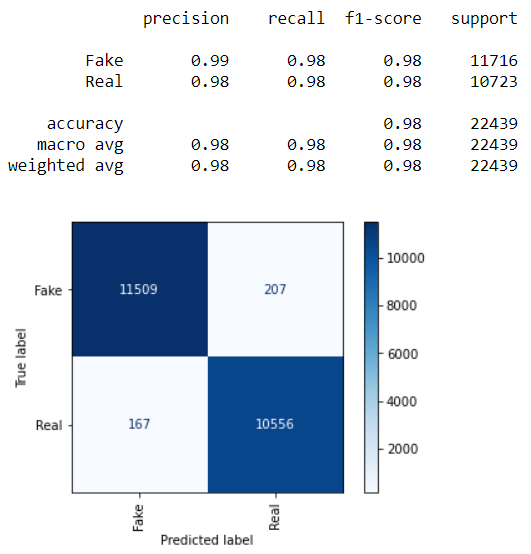 precision recall f1-score support
Fake 0.99 0.98 0.98 11716
Real 0.98 0.98 0.98 10723
accuracy 0.98 22439
macro avg 0.98 0.98 0.98 22439
weighted avg 0.98 0.98 0.98 22439
Fake 11509 207
Real 167 10556
True label
Fake Real
Predicted label
10000
8000
6000
4000
2000